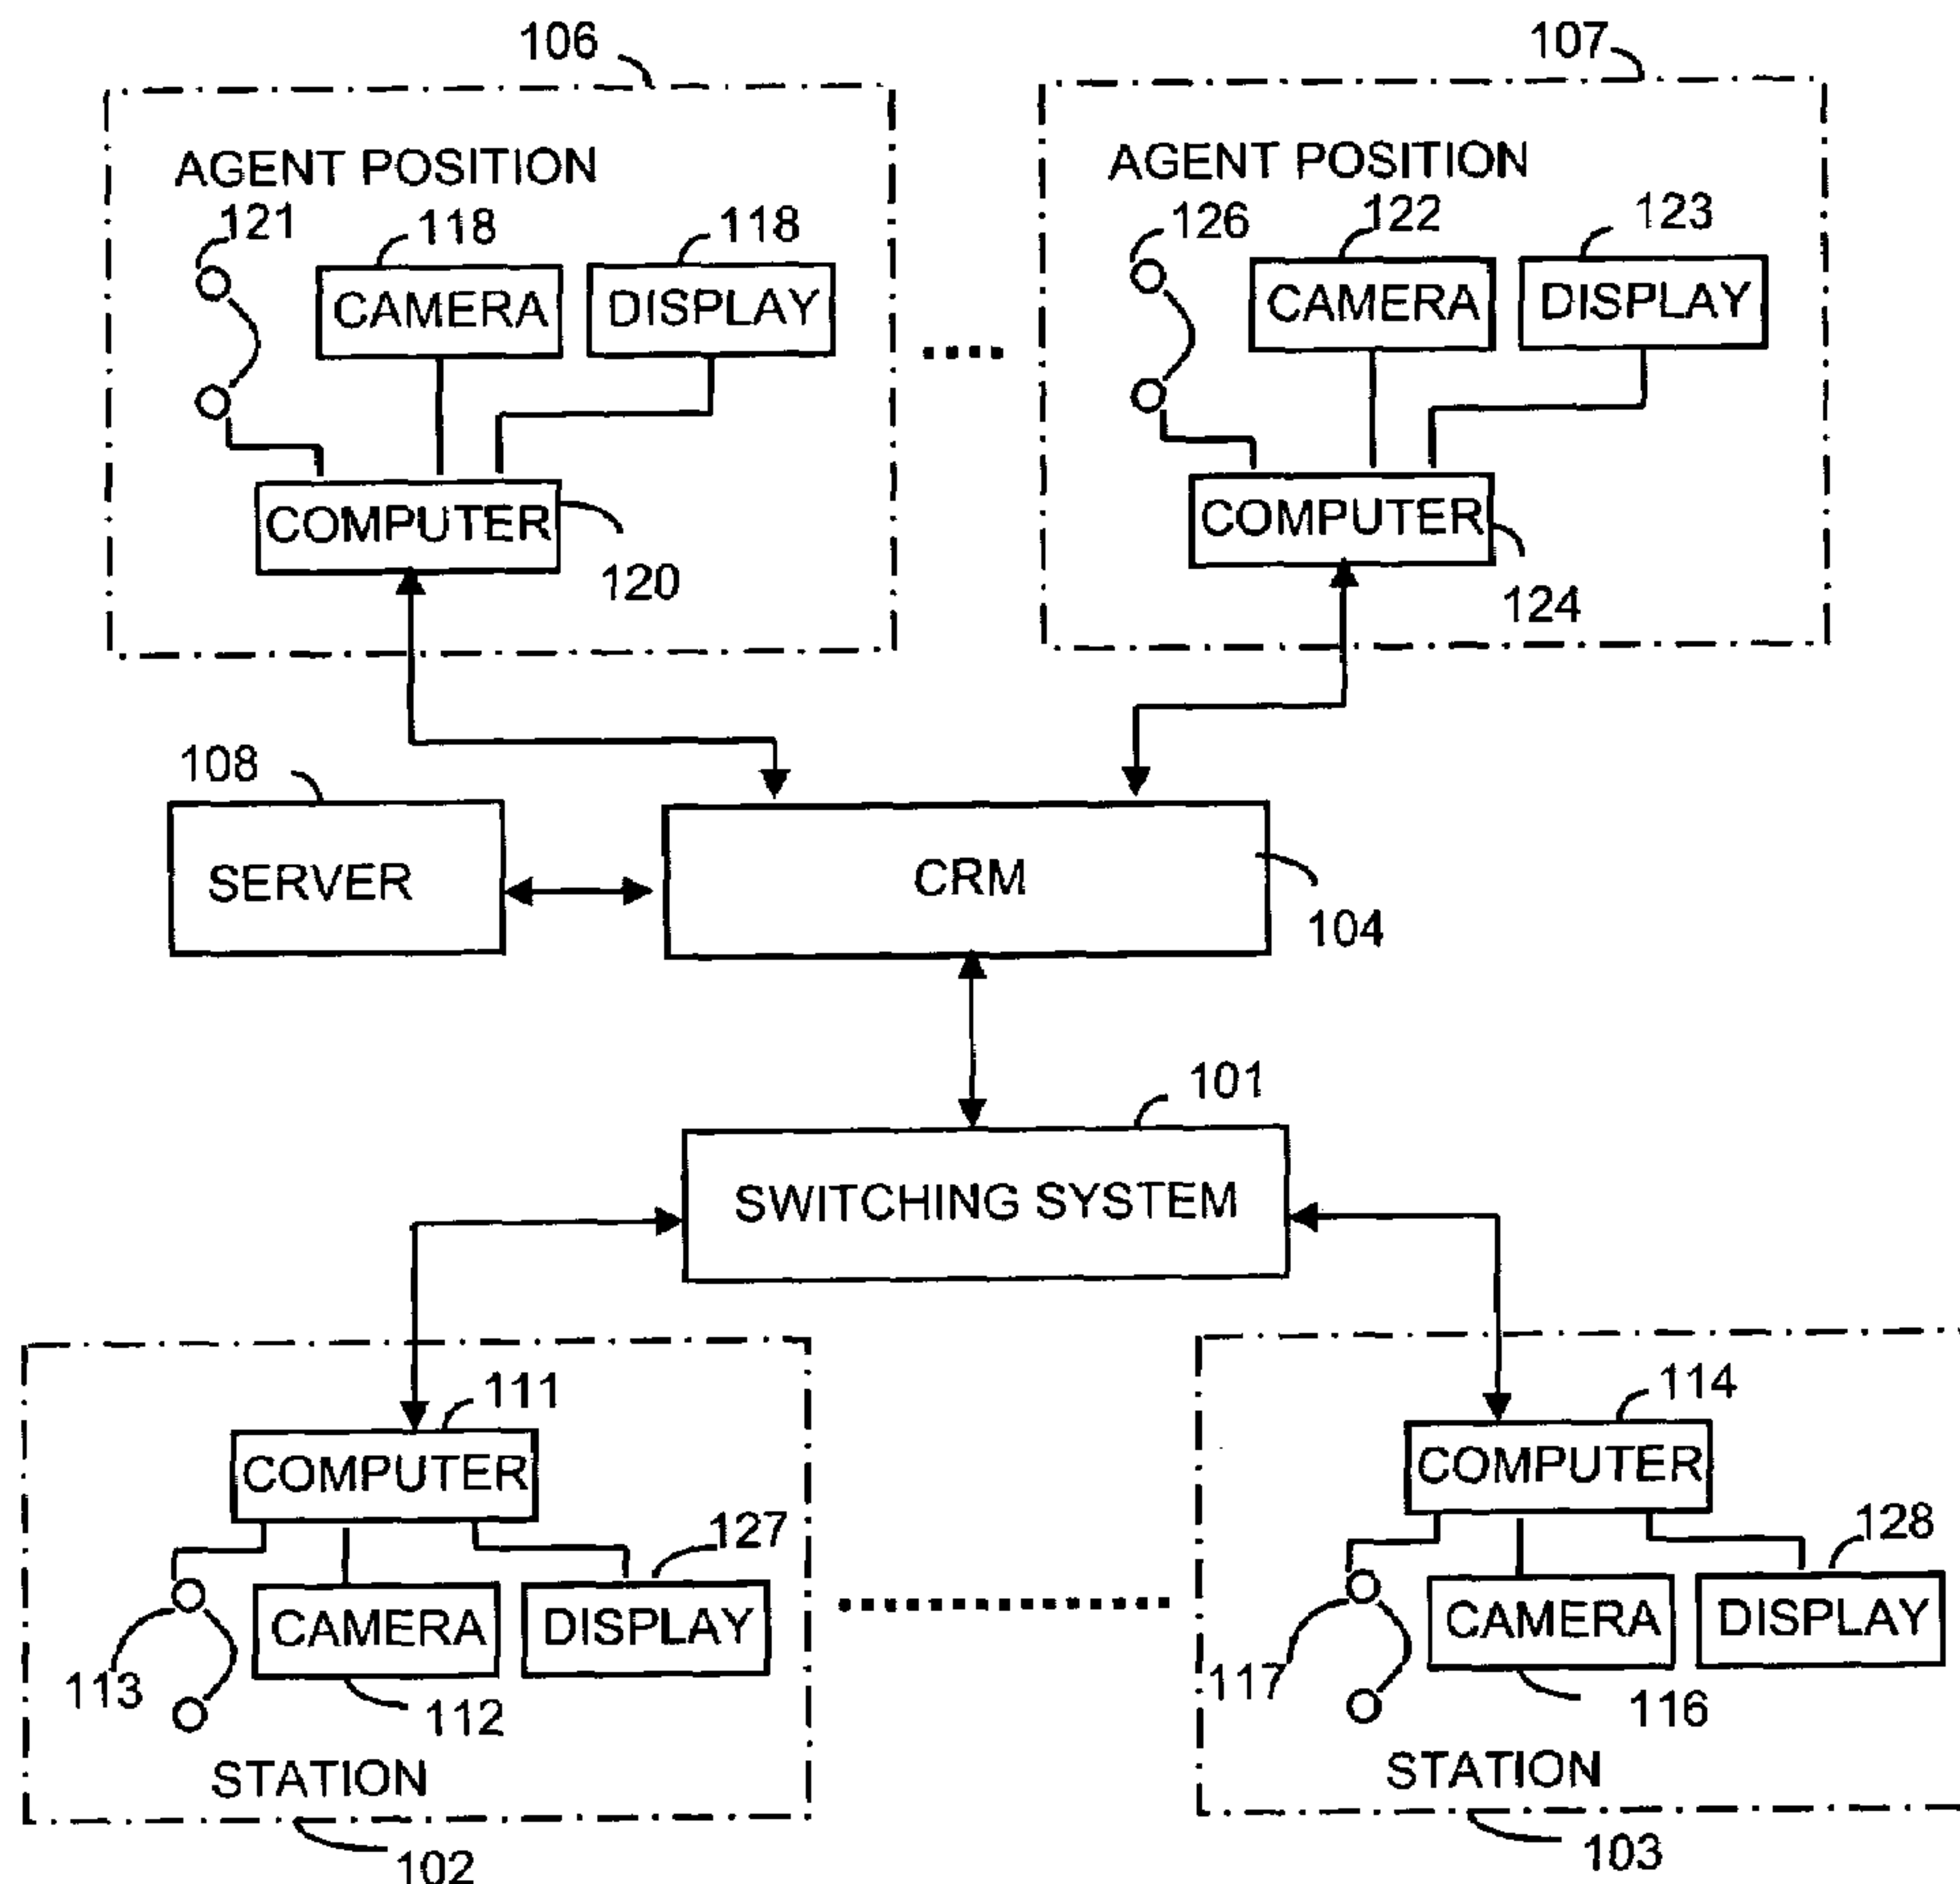 106
107
AGENT POSITION
AGENT POSITION
121
118
118
126
122
123
CAMERA
DISPLAY
CAMERA
DISPLAY
COMPUTER
COMPUTER
120
124
108
SERVER
CRM
104
101
SWITCHING SYSTEM
111
114
COMPUTER
COMPUTER
127
128
CAMERA
DISPLAY
CAMERA
DISPLAY
113
112
117
116
STATION
STATION
102
103